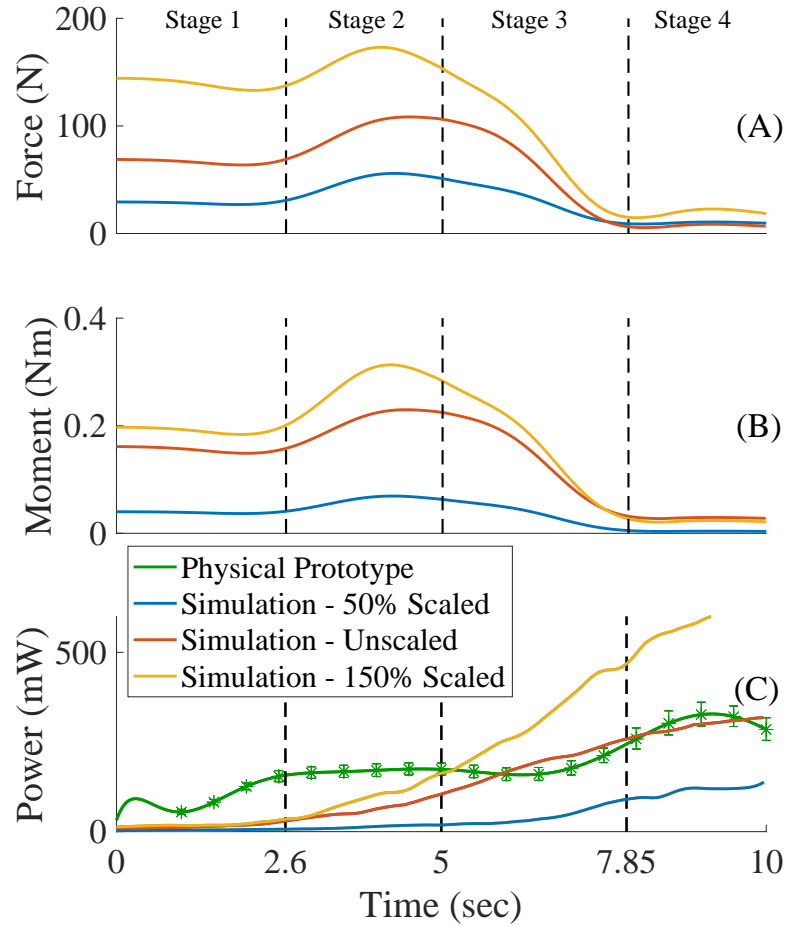 Stage 1 Stage 2 Stage 3 Stage 4
200
100
0
Force (N)
(A)
0.4
0.2
0
Moment (Nm)
(B)
Physical Prototype
Simulation - 50% Scaled
Simulation - Unscaled
Simulation - 150% Scaled
500
0
Power (mW)
(C)
0 2.6 5 7.85 10
Time (sec)